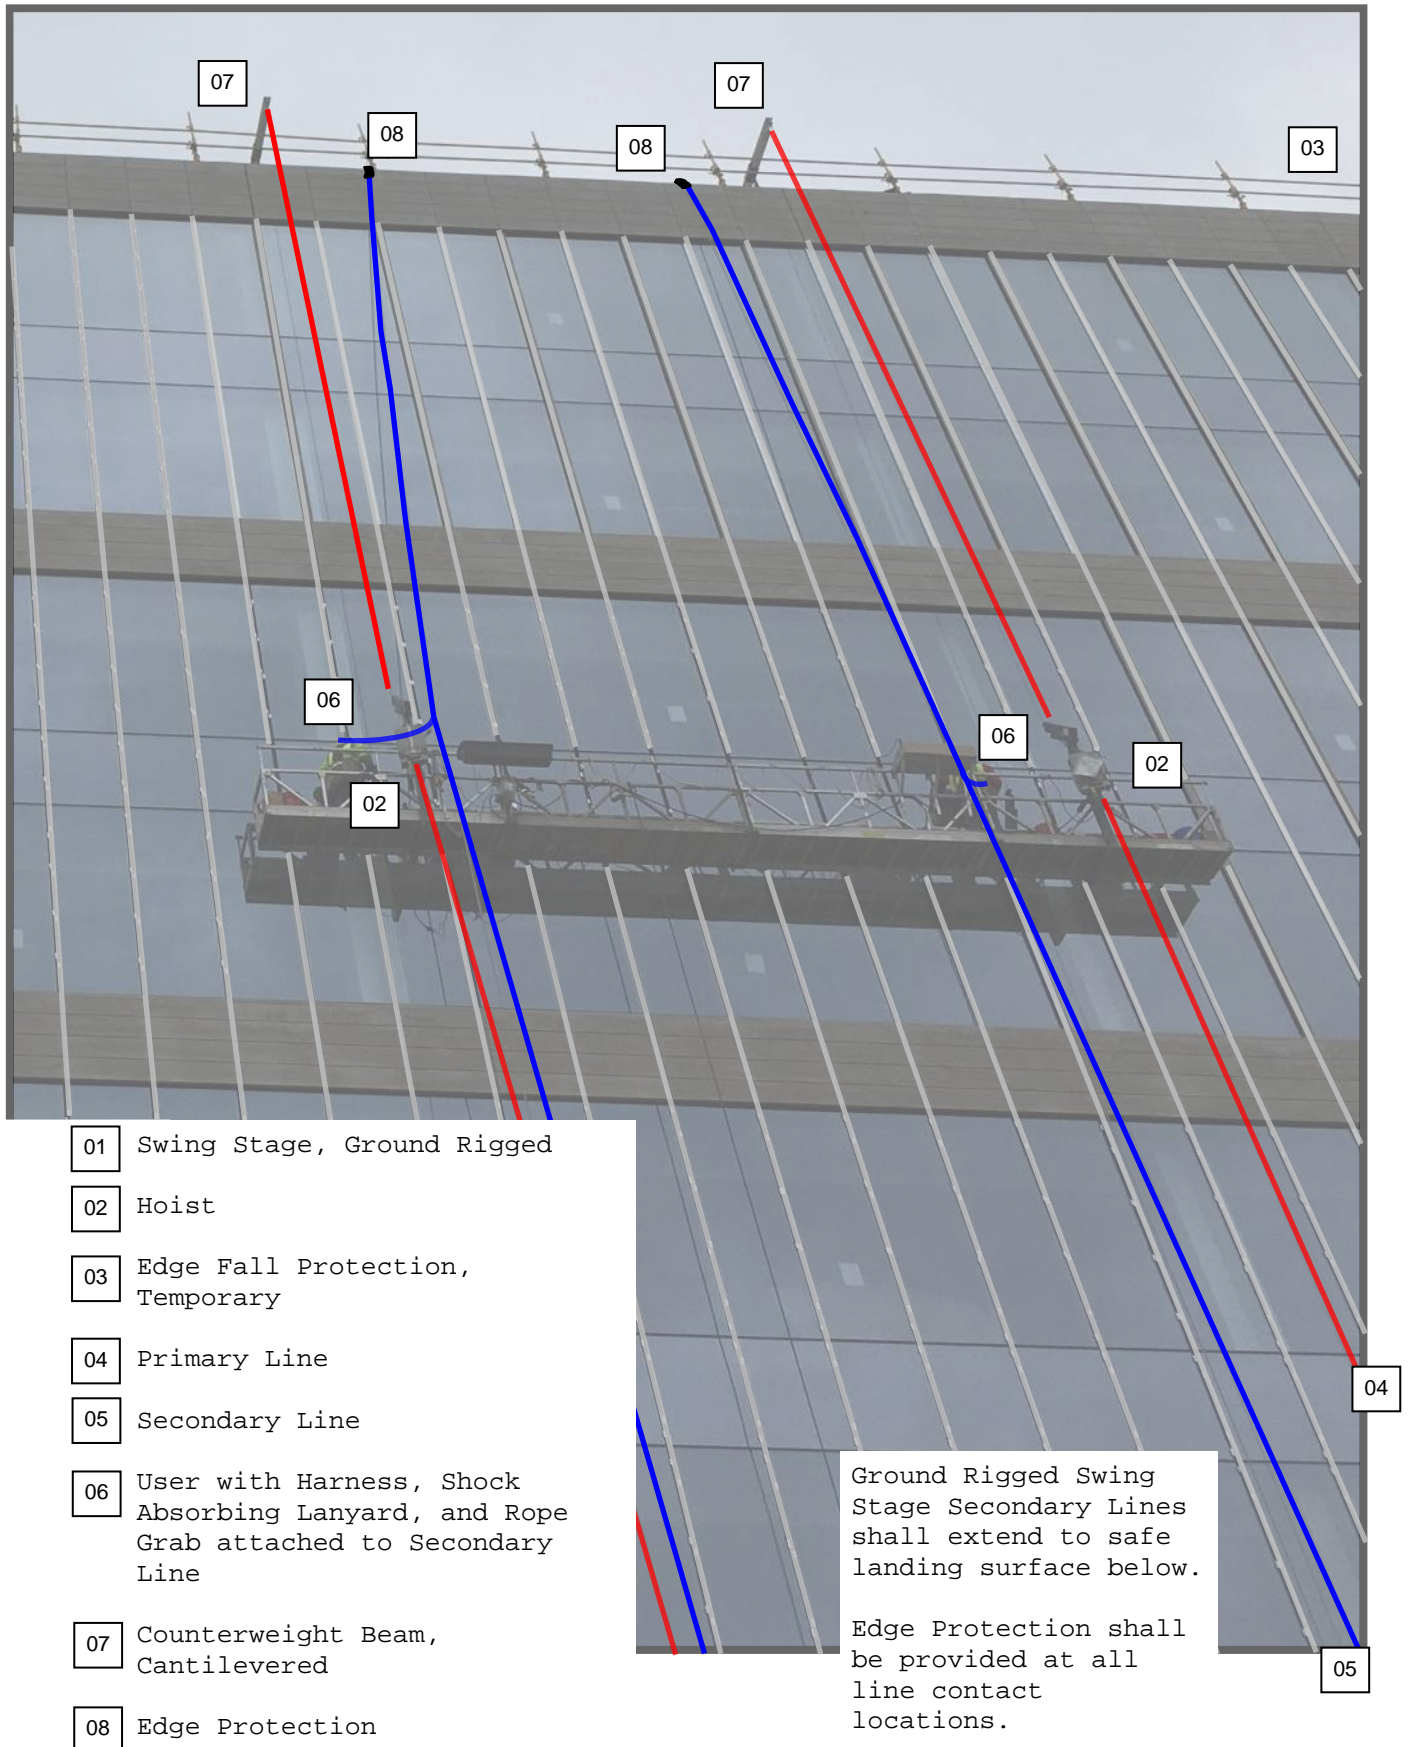 07
07
08
08
03
06
06
02
02
01 Swing Stage, Ground Rigged
02 Hoist
03 Edge Fall Protection,
Temporary
04 Primary Line
05 Secondary Line
06 User with Harness, Shock
Absorbing Lanyard, and Rope
Grab attached to Secondary
Line
07 Counterweight Beam,
Cantilevered
08 Edge Protection
04
Ground Rigged Swing
Stage Secondary Lines
shall extend to safe
landing surface below.
Edge Protection shall
be provided at all
line contact
locations.
05